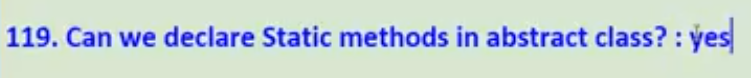 119. Can we declare Static methods in abstract class? : yes